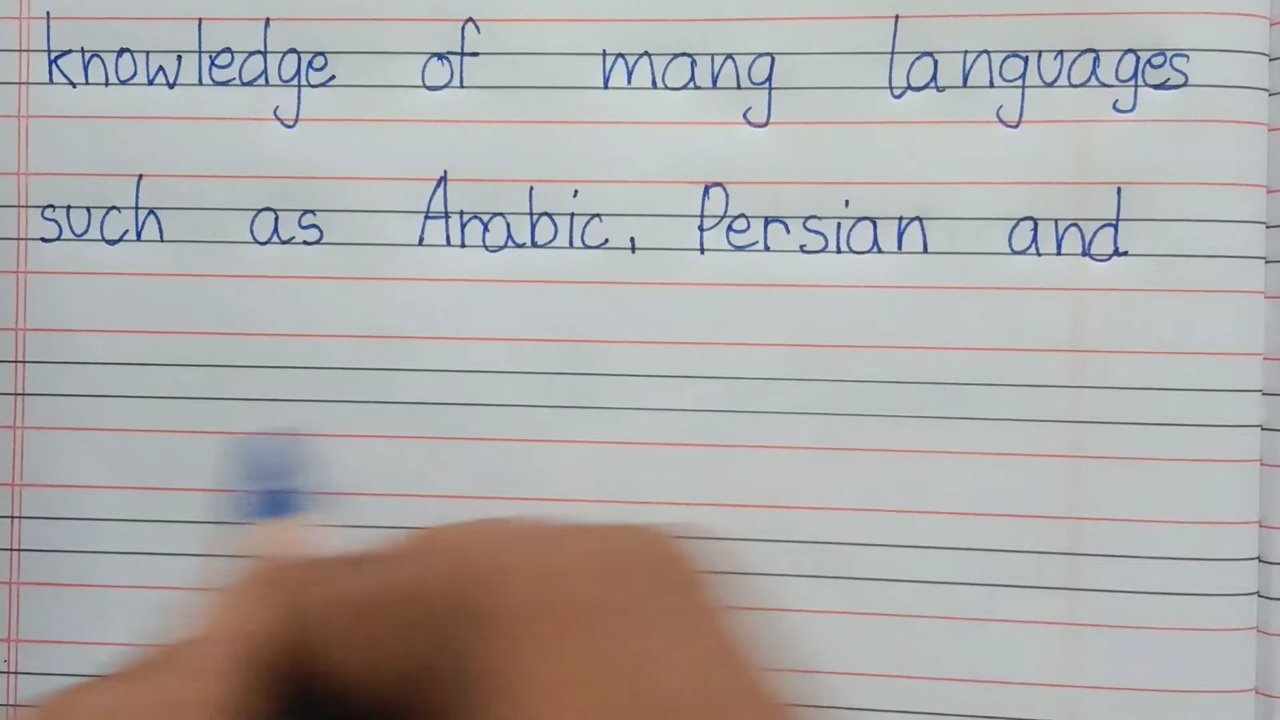 knowledge of mang languages
such as Arabic, Persian and